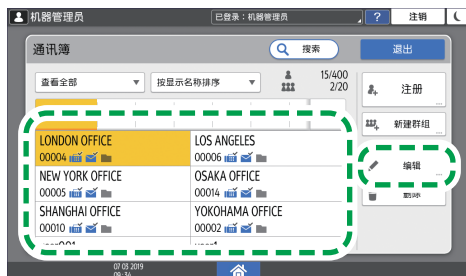 机器管理员
已登录：机器管理员
?
注销
通讯簿
搜索
退出
查看全部
按显示名称排序
15/400
2/20
注册
新建群组
编辑
删除
LONDON OFFICE
00004
LOS ANGELES
00006
NEW YORK OFFICE
00005
OSAKA OFFICE
00014
SHANGHAI OFFICE
00010
YOKOHAMA OFFICE
00002
07 03 2019
09:34